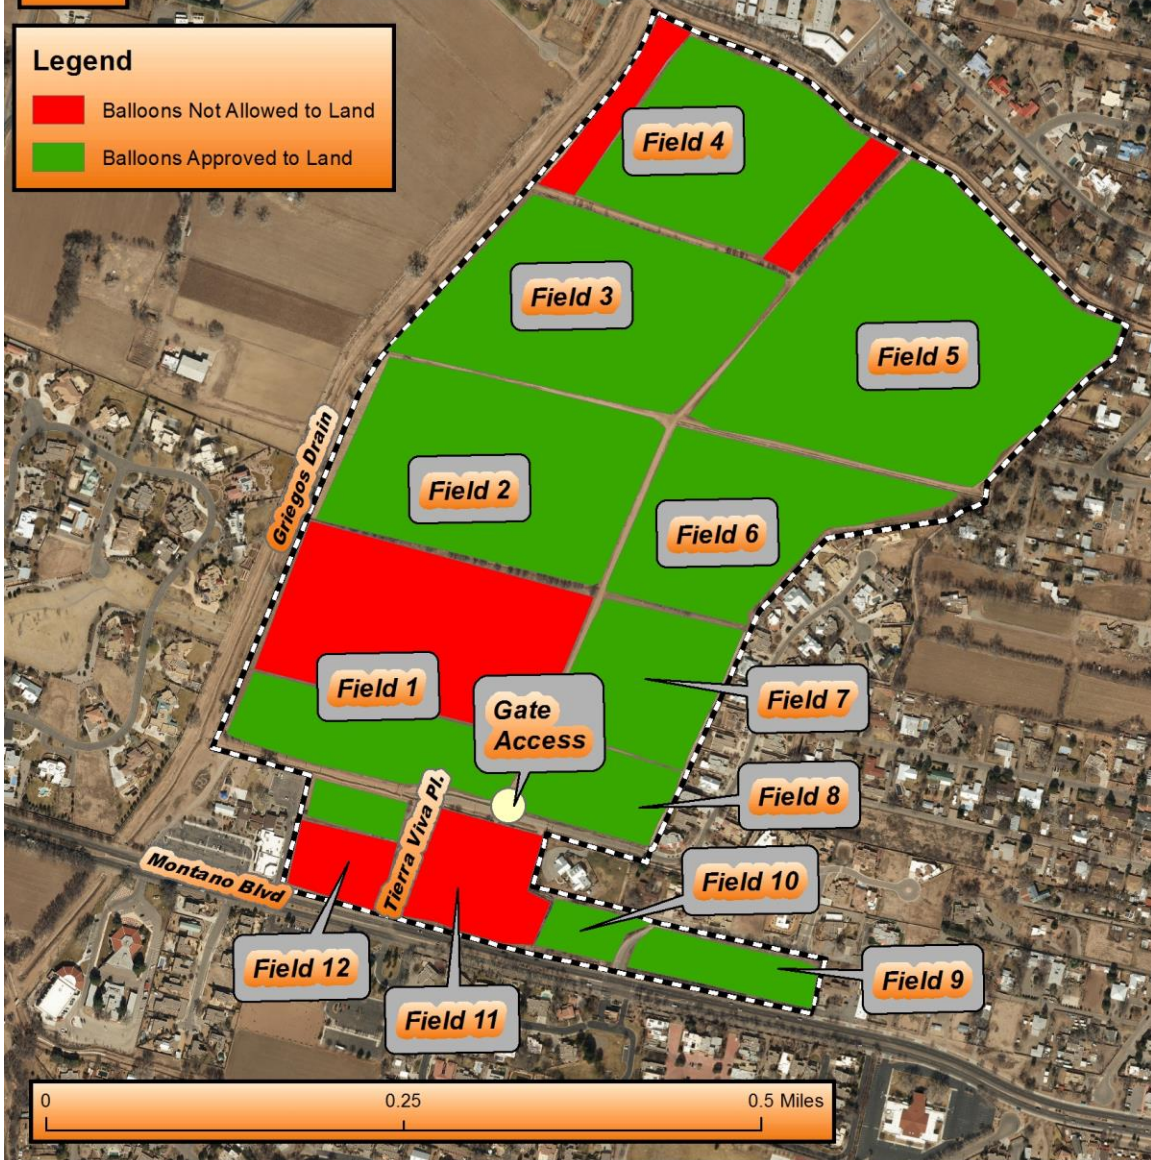 Legend
Balloons Not Allowed to Land
Balloons Approved to Land
Field 4
Field 3
Field 5
Griegos Drain
Field 2
Field 6
Field 1
Field 7
Gate
Access
Field 8
Tierra Viva Pl.
Montano Blvd
Field 10
Field 12
Field 9
Field 11
0 0.25 0.5 Miles